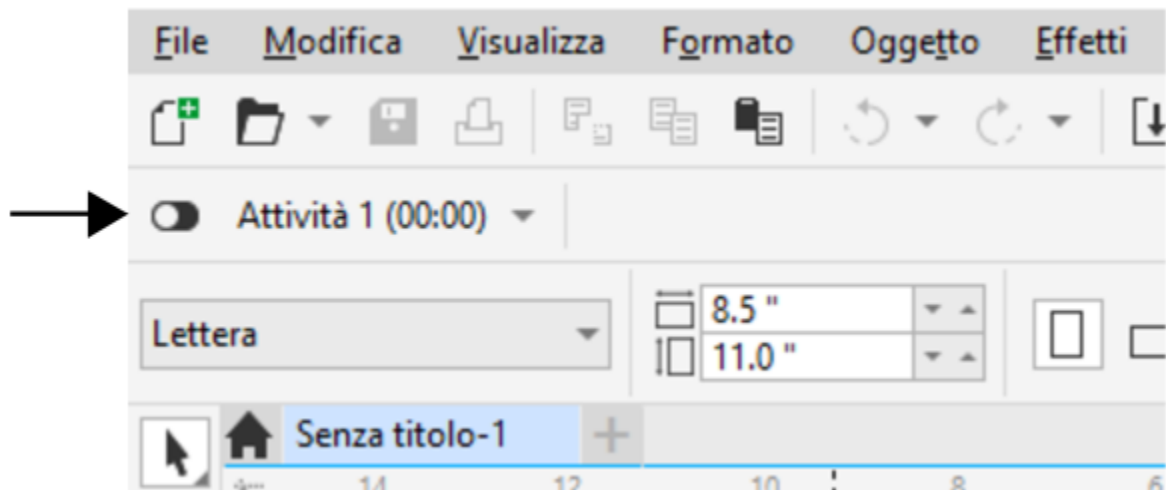 File Modifica Visualizza Formato Oggetto Effetti
Attività 1 (00:00)
Lettera
8.5 "
11.0 "
Senza titolo-1
14 12 10 8 6